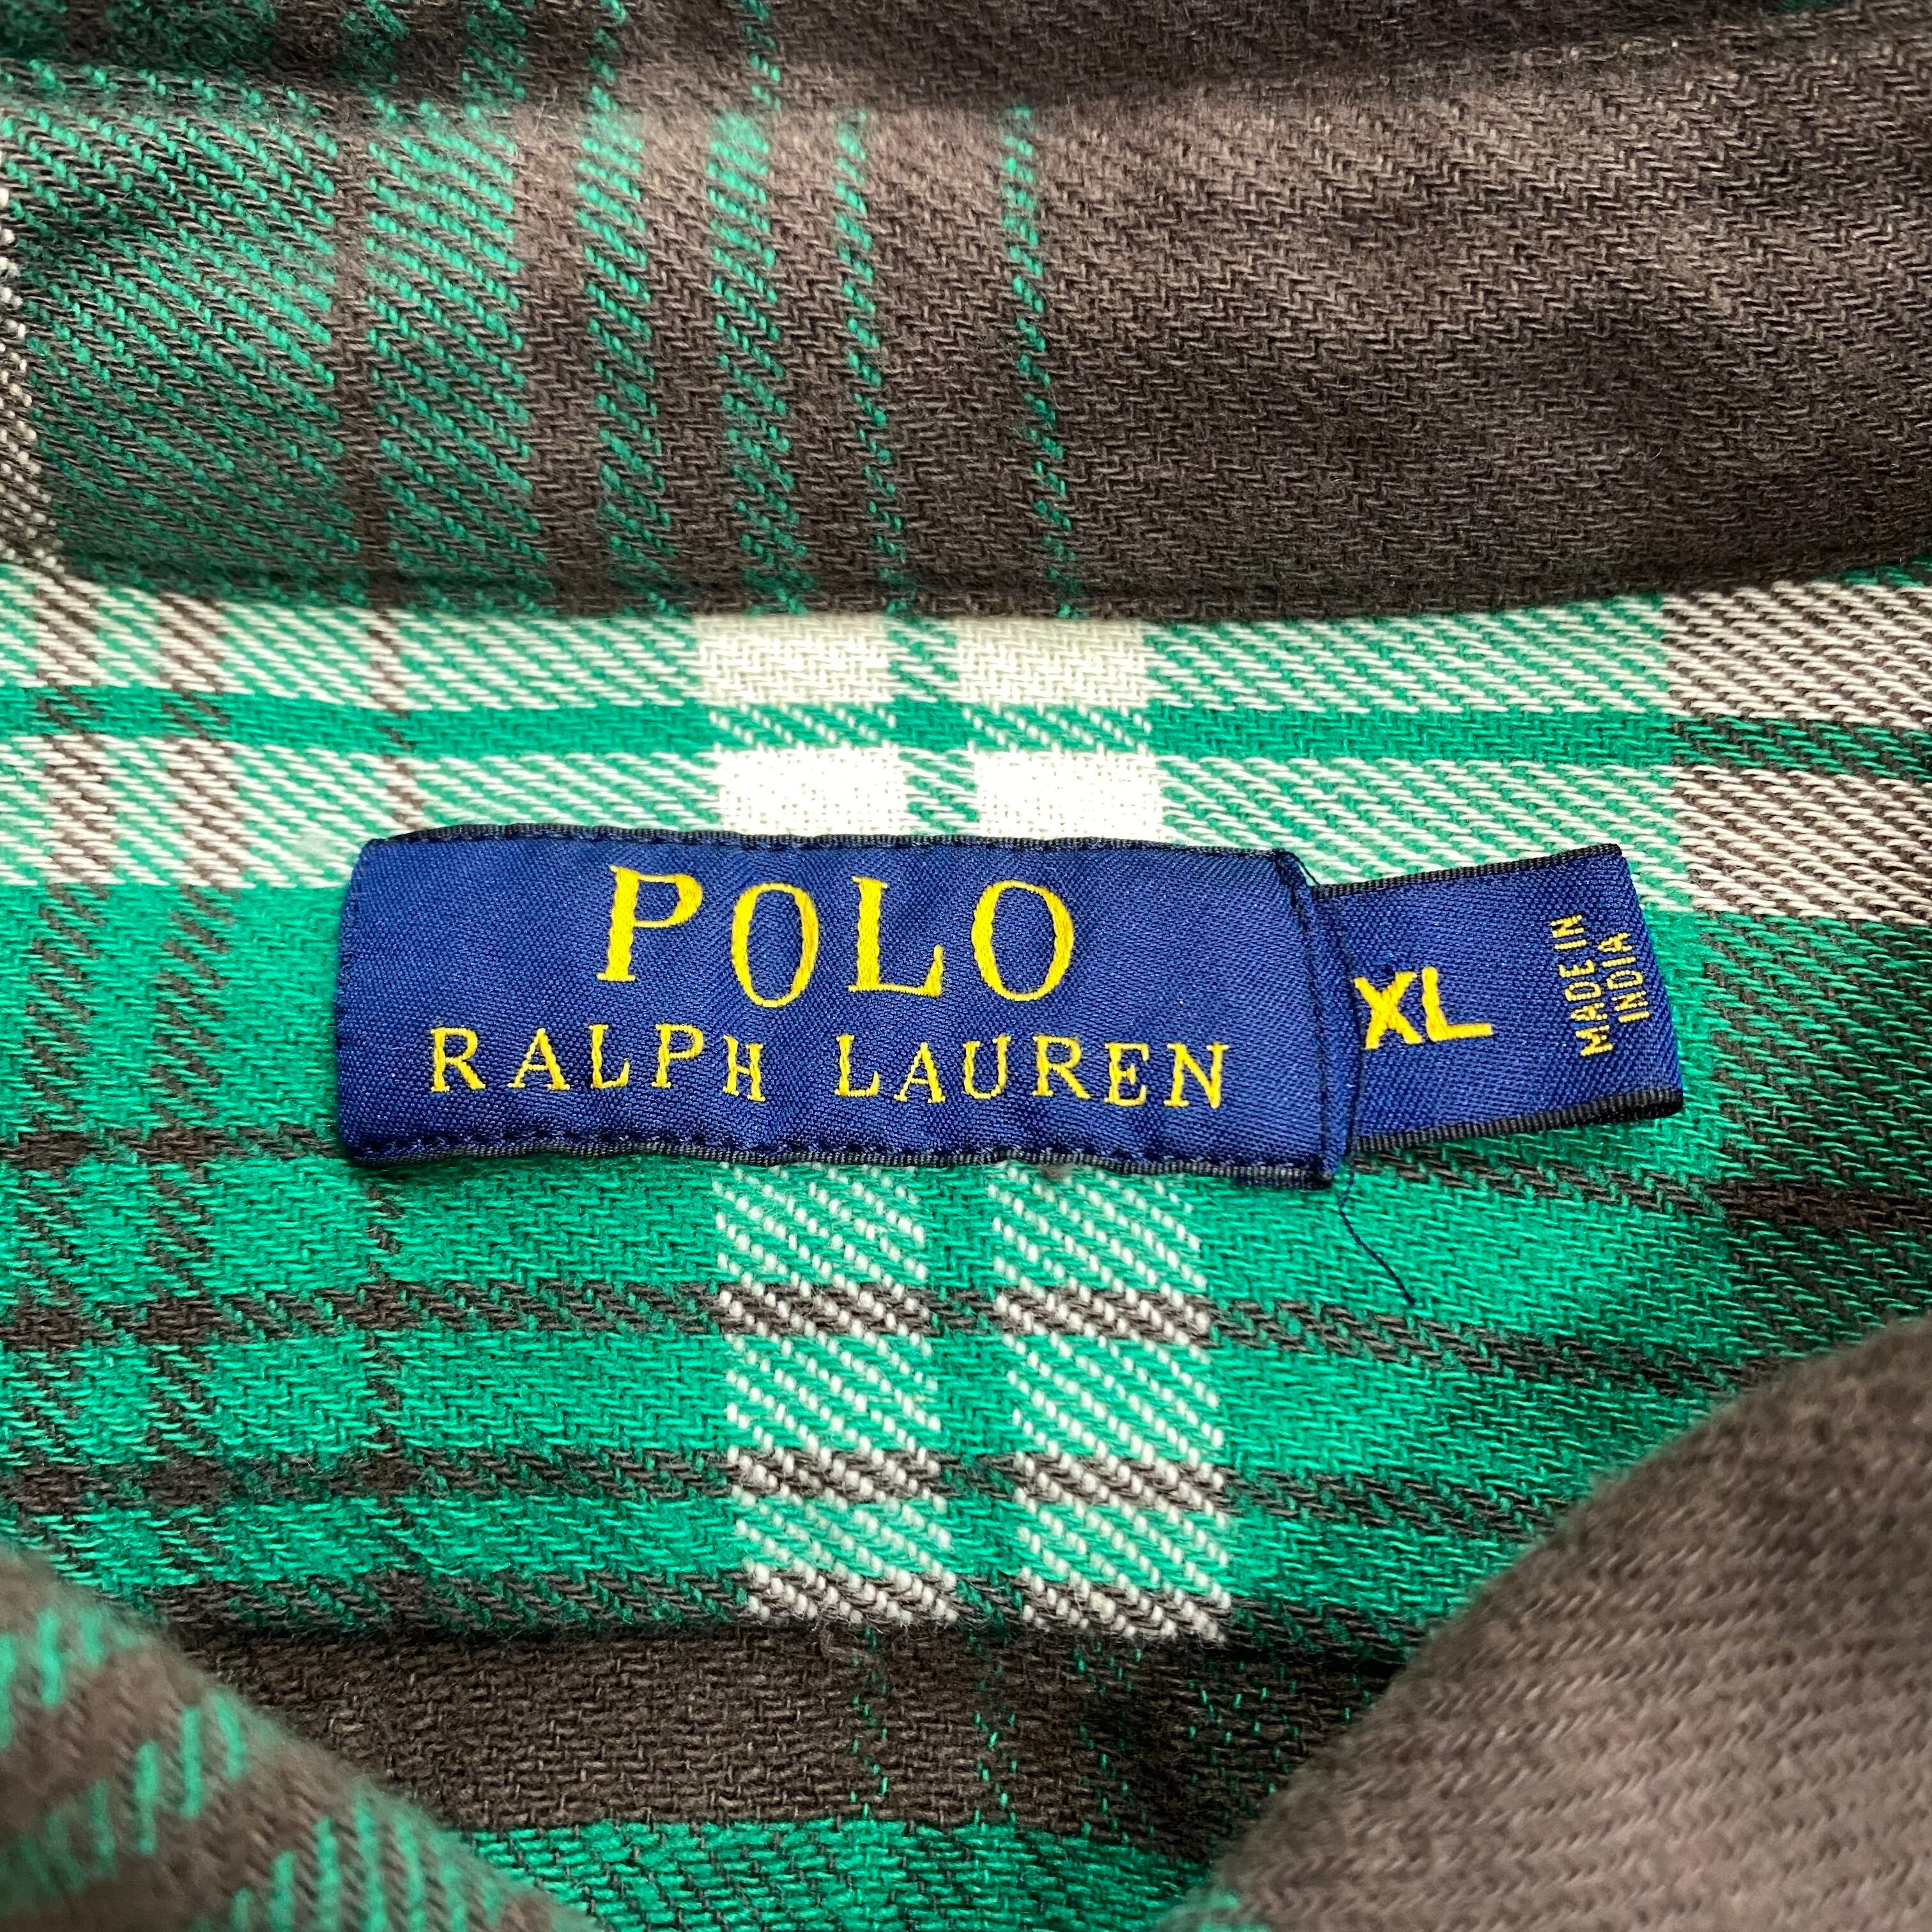 POLO
RALPH LAUREN
XL
MADE IN
INDIA